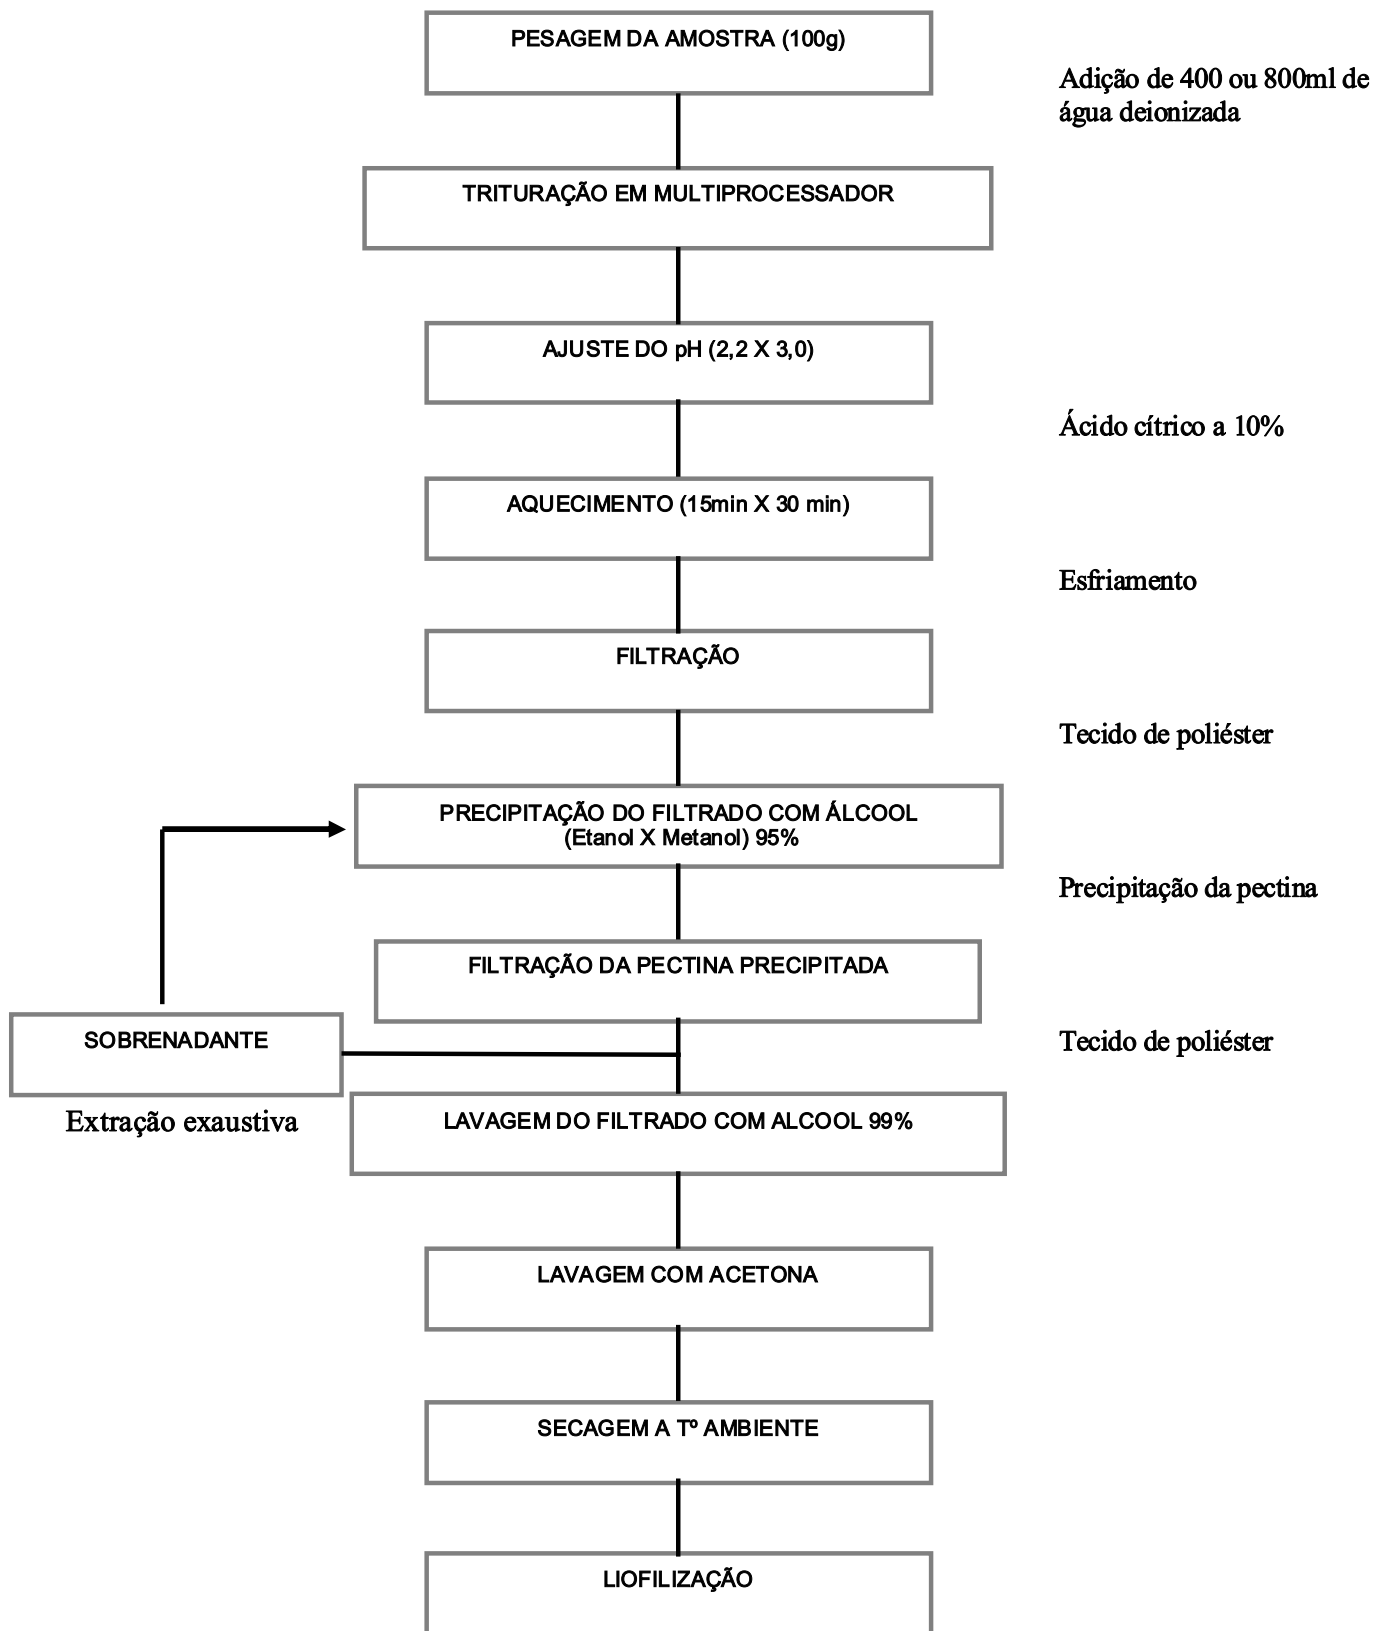 PESAGEM DA AMOSTRA (100g)
Adição de 400 ou 800ml de
água deionizada
TRITURAÇÃO EM MULTIPROCESSADOR
AJUSTE DO pH (2,2 X 3,0)
Ácido cítrico a 10%
AQUECIMENTO (15min X 30 min)
Esfriamento
FILTRAÇÃO
Tecido de poliéster
PRECIPITAÇÃO DO FILTRADO COM ÁLCOOL
(Etanol X Metanol) 95%
Precipitação da pectina
FILTRAÇÃO DA PECTINA PRECIPITADA
SOBRENADANTE
Tecido de poliéster
Extração exaustiva
LAVAGEM DO FILTRADO COM ALCOOL 99%
LAVAGEM COM ACETONA
SECAGEM A Tº AMBIENTE
LIOFILIZAÇÃO